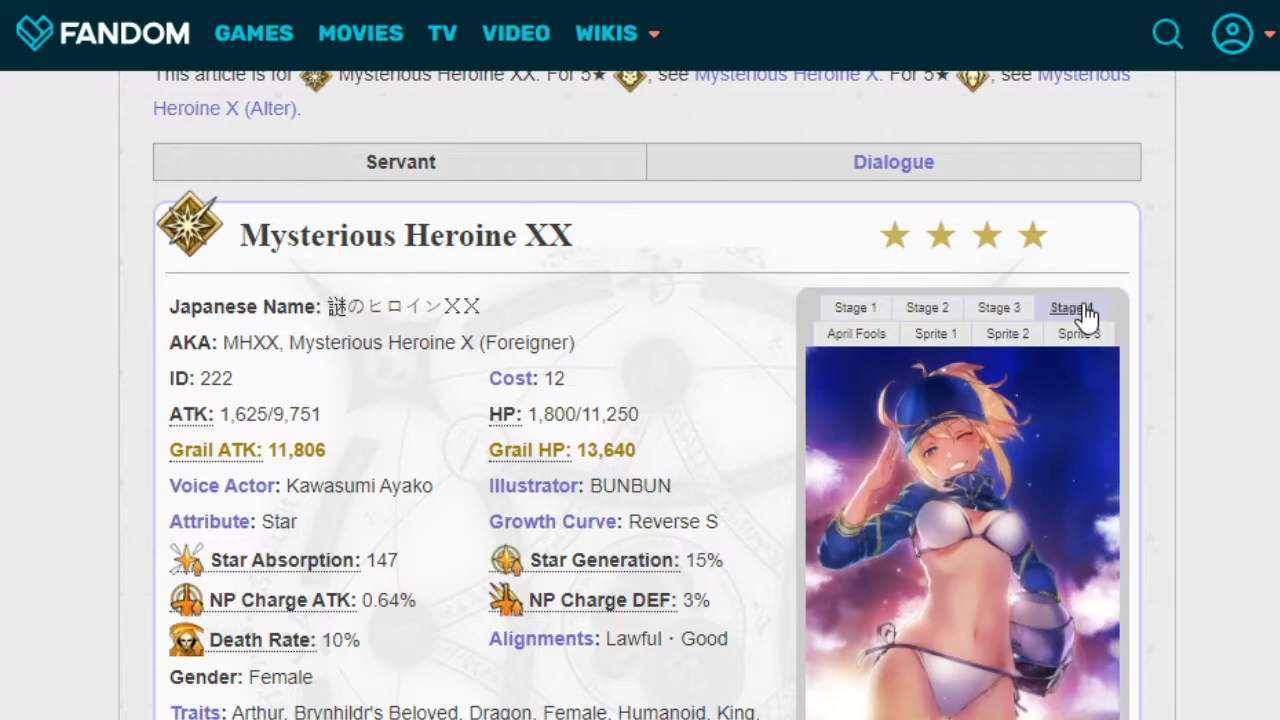 FANDOM GAMES MOVIES TV VIDEO WIKIS
This article is for Mysterious Heroine XX. For 5★ , see Mysterious Heroine X. For 5★ , see Mysterious
Heroine X (Alter).
Servant Dialogue
Mysterious Heroine XX ★ ★ ★ ★
Japanese Name: 謎のヒロインXX
AKA: MHXX, Mysterious Heroine X (Foreigner)
ID: 222 Cost: 12
ATK: 1,625/9,751 HP: 1,800/11,250
Grail ATK: 11,806 Grail HP: 13,640
Voice Actor: Kawasumi Ayako Illustrator: BUNBUN
Attribute: Star Growth Curve: Reverse S
Star Absorption: 147 Star Generation: 15%
NP Charge ATK: 0.64% NP Charge DEF: 3%
Death Rate: 10% Alignments: Lawful · Good
Gender: Female
Traits: Arthur, Brynhildr's Beloved, Dragon, Female, Humanoid, King,
Stage 1 Stage 2 Stage 3 Stage 4
April Fools Sprite 1 Sprite 2 Sprite 3